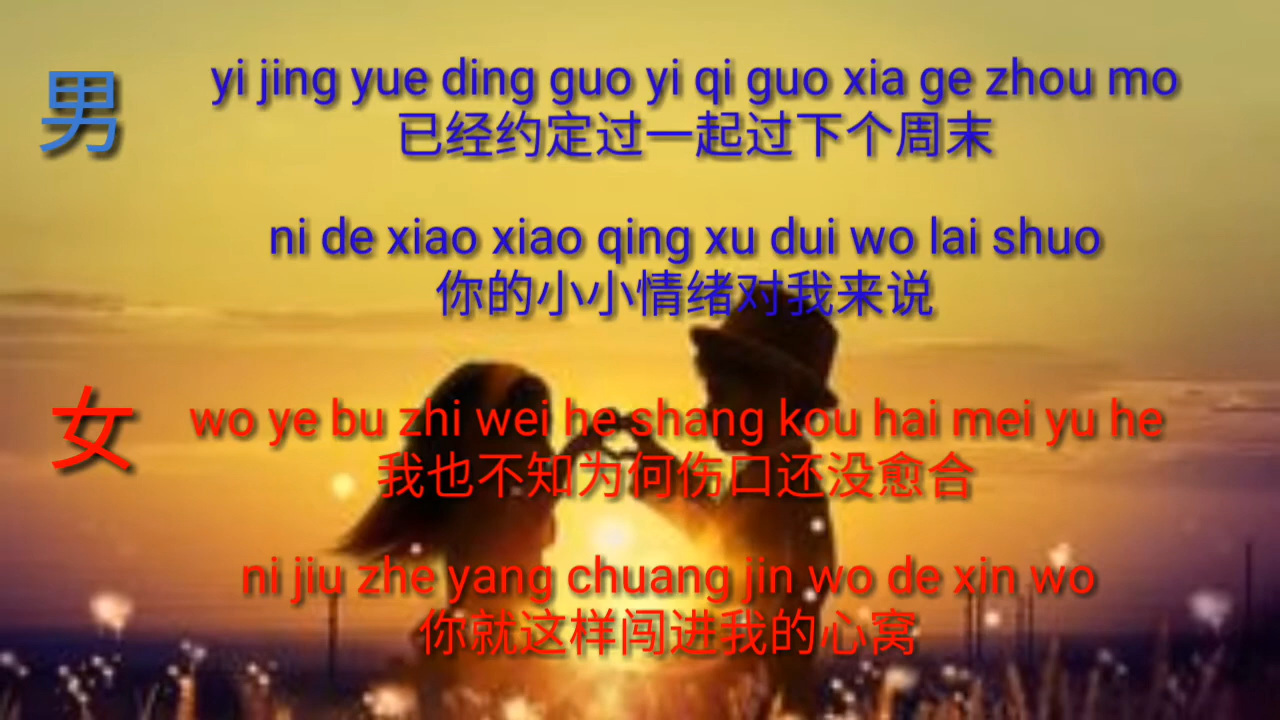 男
yi jing yue ding guo yi qi guo xia ge zhou mo
已经约定过一起过下个周末
ni de xiao xiao qing xu dui wo lai shuo
你的小小情绪对我来说
女
wo ye bu zhi wei he shang kou hai mei yu he
我也不知为何伤口还没愈合
ni jiu zhe yang chuang jin wo de xin wo
你就这样闯进我的心窝